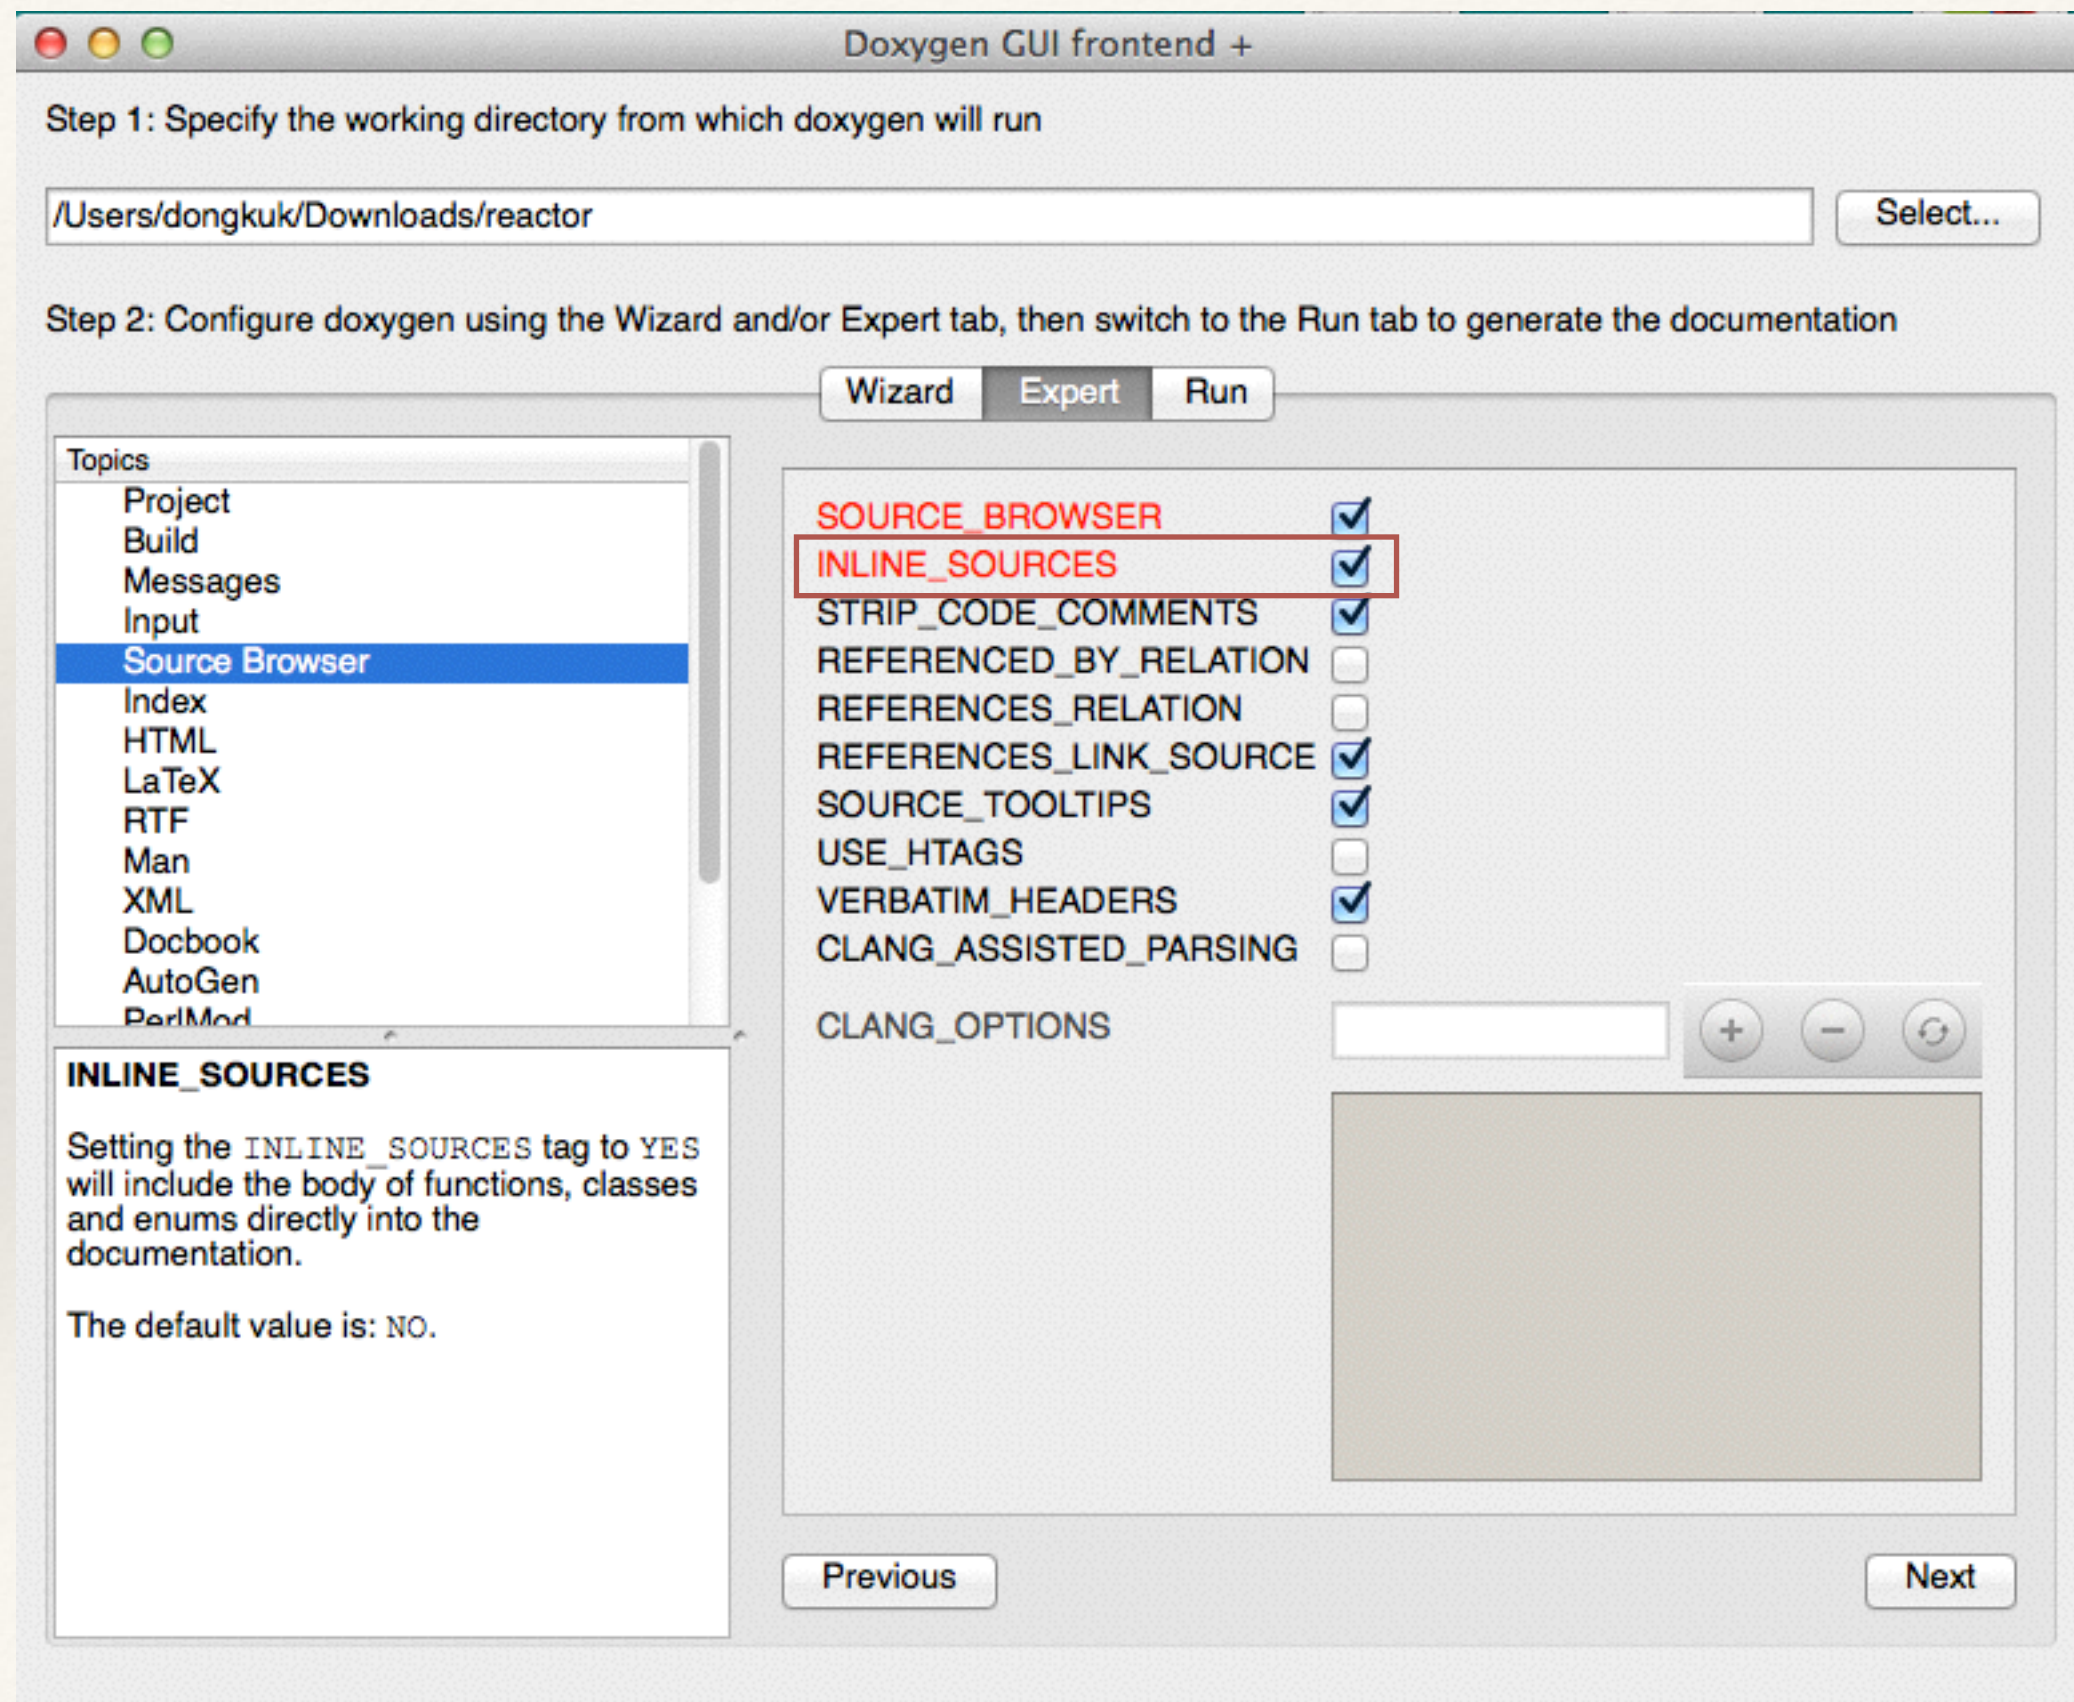 Doxygen GUI frontend +
Step 1: Specify the working directory from which doxygen will run
/Users/dongkuk/Downloads/reactor
Select...
Step 2: Configure doxygen using the Wizard and/or Expert tab, then switch to the Run tab to generate the documentation
Wizard Expert Run
Topics
Project
Build
Messages
Input
Source Browser
Index
HTML
LaTeX
RTF
Man
XML
Docbook
AutoGen
PerlMod
INLINE_SOURCES
Setting the INLINE_SOURCES tag to YES
will include the body of functions, classes
and enums directly into the
documentation.
The default value is: NO.
SOURCE_BROWSER
INLINE_SOURCES
STRIP_CODE_COMMENTS
REFERENCED_BY_RELATION
REFERENCES_RELATION
REFERENCES_LINK_SOURCE
SOURCE_TOOLTIPS
USE_HTAGS
VERBATIM_HEADERS
CLANG_ASSISTED_PARSING
CLANG_OPTIONS
Previous
Next